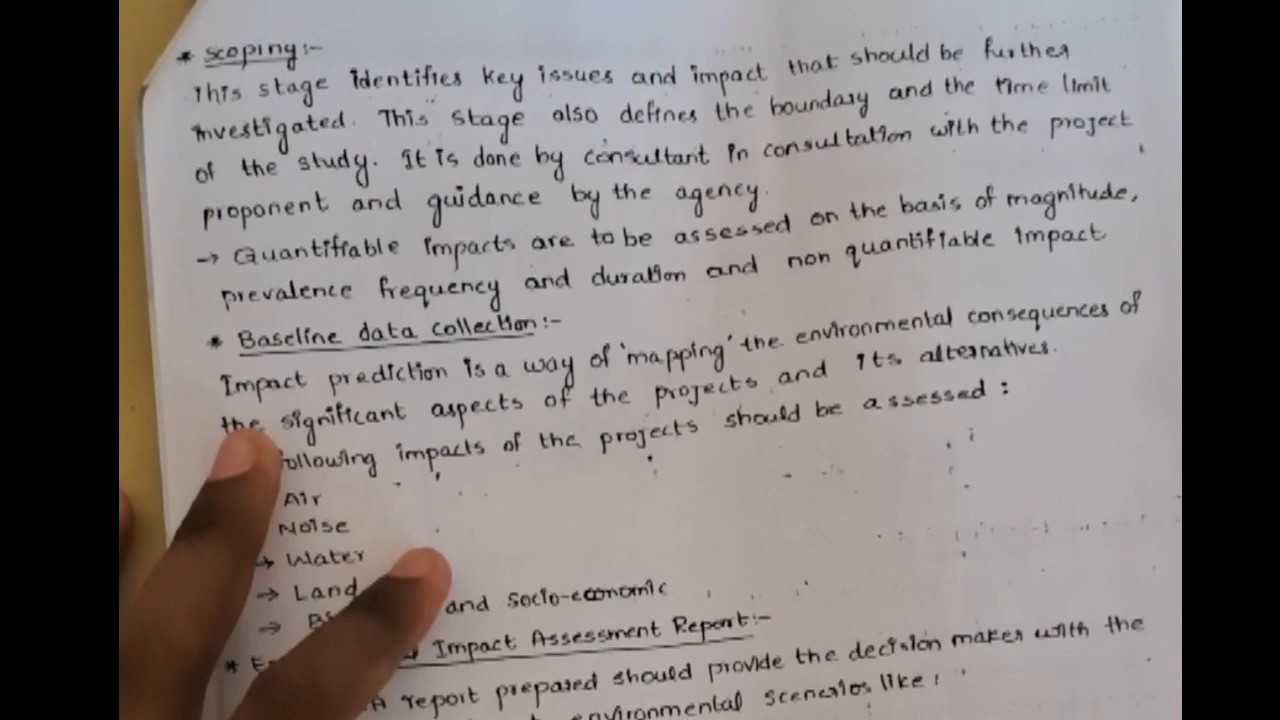 * Scoping:-
This stage identifies key issues and impact that should be further
investigated. This stage also defines the boundary and the time limit
of the study. It is done by consultant in consultation with the project
proponent and guidance by the agency.
→ Quantifiable impacts are to be assessed on the basis of magnitude,
prevalence frequency and duration and non quantifiable impact
* Baseline data collection:-
Impact prediction is a way of 'mapping' the environmental consequences of
the significant aspects of the projects and its alternatives.
following impacts of the projects should be assessed :
Air
Noise
→ Water
→ Land
→ and socio-economic
* Impact Assessment Report:-
report prepared should provide the decision maker with the
environmental scenerios like: